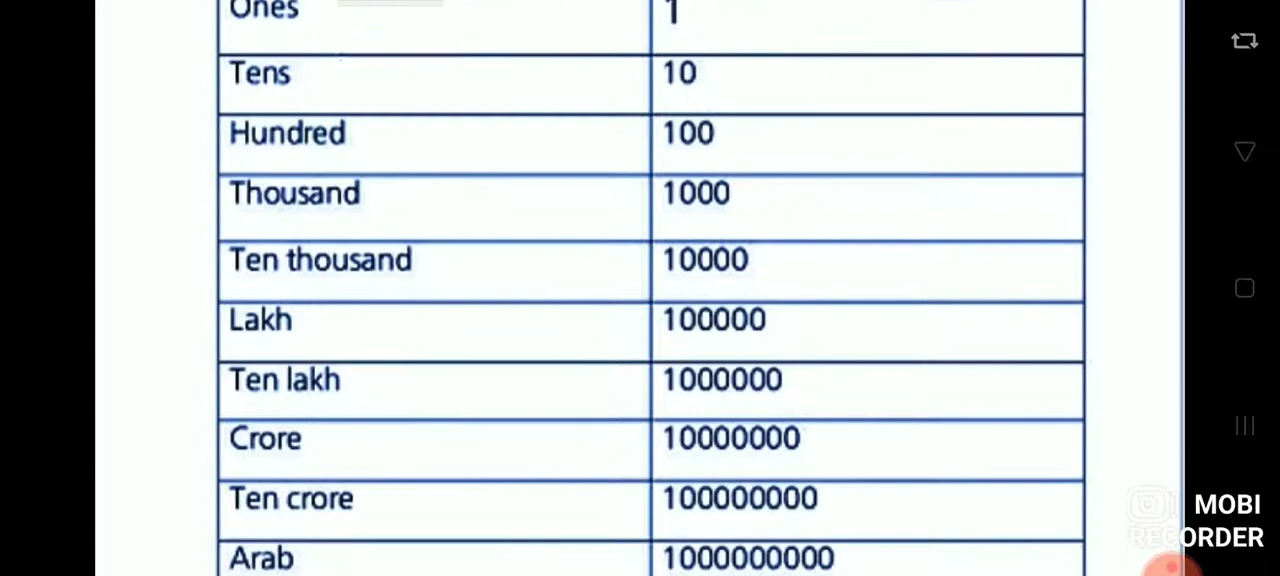 Ones 1
Tens 10
Hundred 100
Thousand 1000
Ten thousand 10000
Lakh 100000
Ten lakh 1000000
Crore 10000000
Ten crore 100000000
Arab 1000000000
MOBI
RECORDER